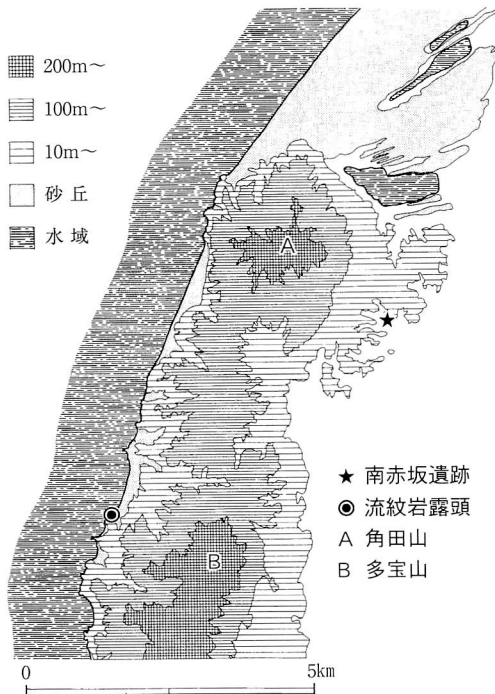 200m~
100m~
10m~
砂丘
水域
A
B
★ 南赤坂遺跡
◉ 流紋岩露頭
A 角田山
B 多宝山
0 5km